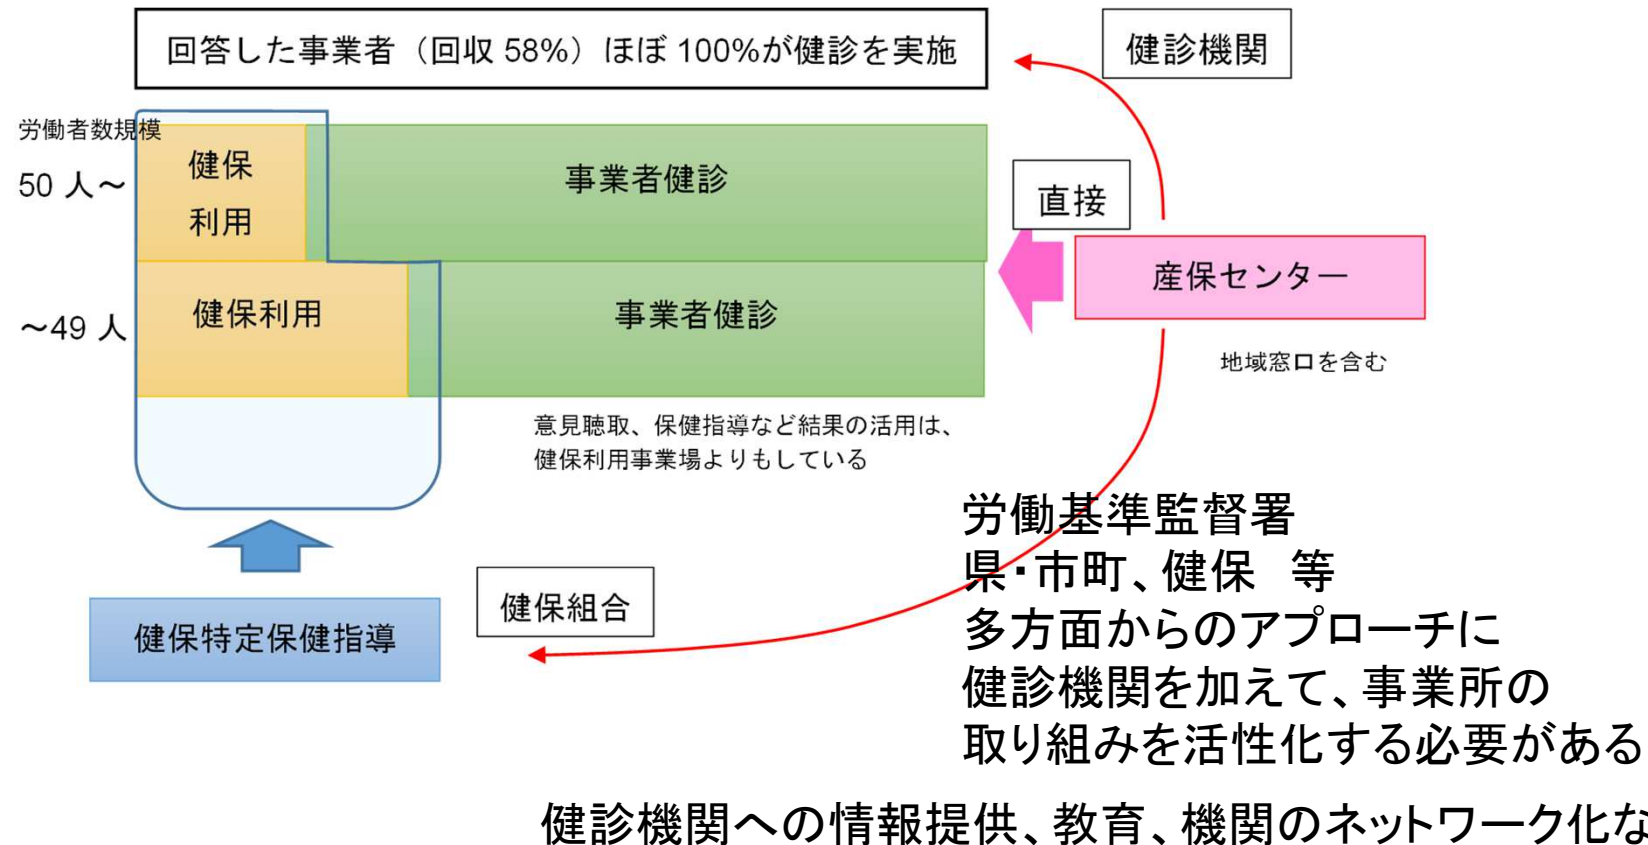 回答した事業者（回収 58%）ほぼ 100%が健診を実施
健診機関
労働者数規模
50 人～
健保
利用
事業者健診
直接
産保センター
～49 人
健保利用
事業者健診
地域窓口を含む
意見聴取、保健指導など結果の活用は、
健保利用事業場よりもしている
労働基準監督署
県・市町、健保　等
多方面からのアプローチに
健診機関を加えて、事業所の
取り組みを活性化する必要がある
健保組合
健保特定保健指導
健診機関への情報提供、教育、機関のネットワーク化な